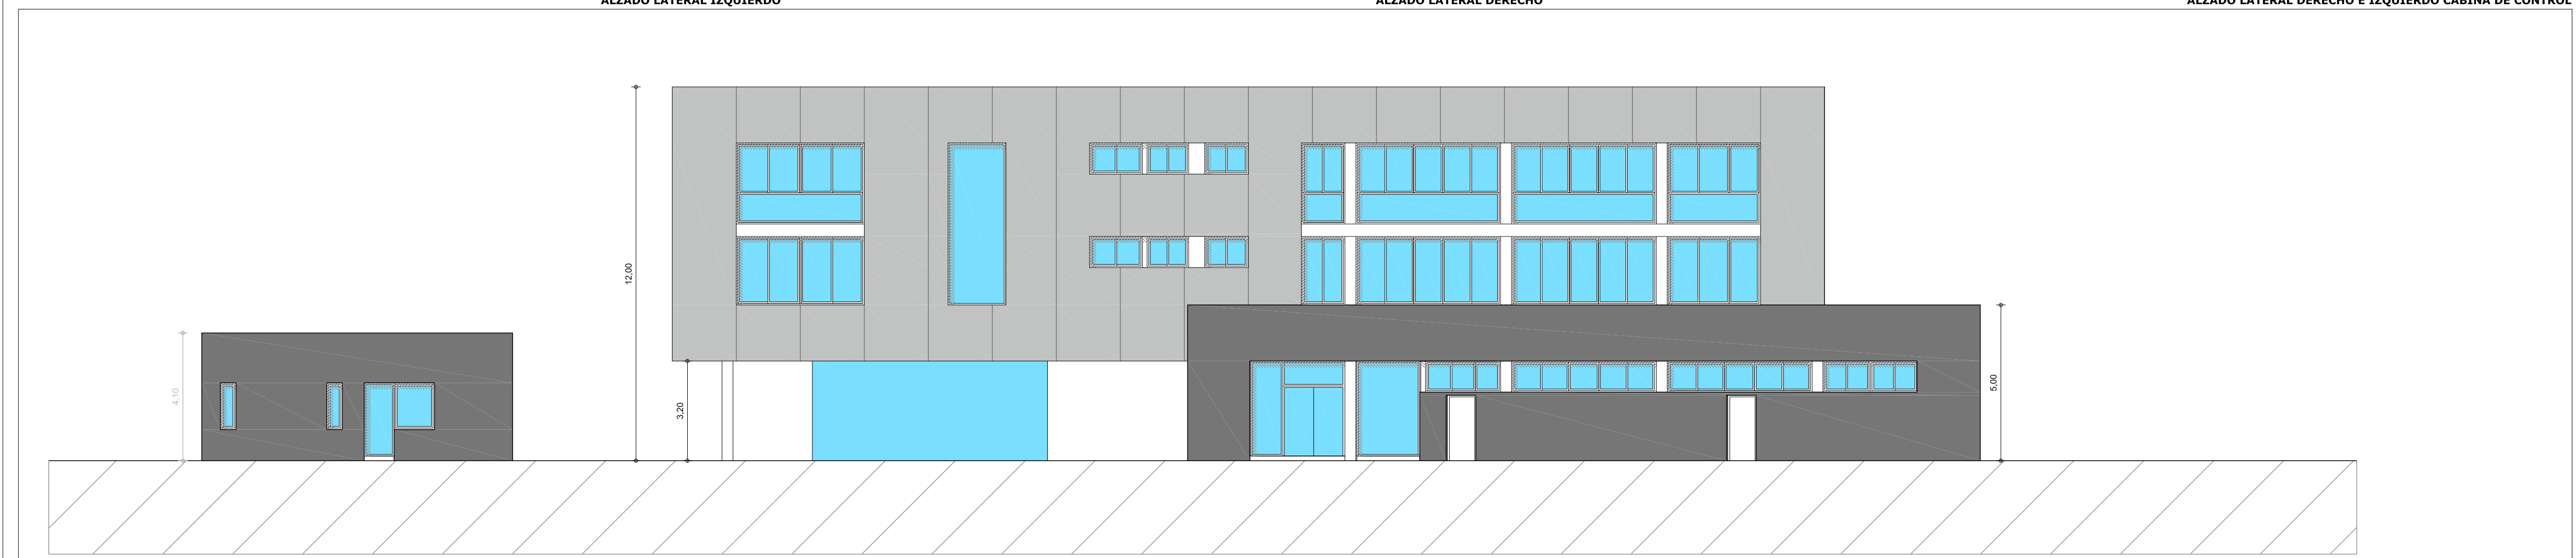 ALZADO LATERAL IZQUIERDO
ALZADO LATERAL DERECHO
ALZADO LATERAL DERECHO E IZQUIERDO CABINA DE CONTROL
12,00
3,20
4,10
5,00